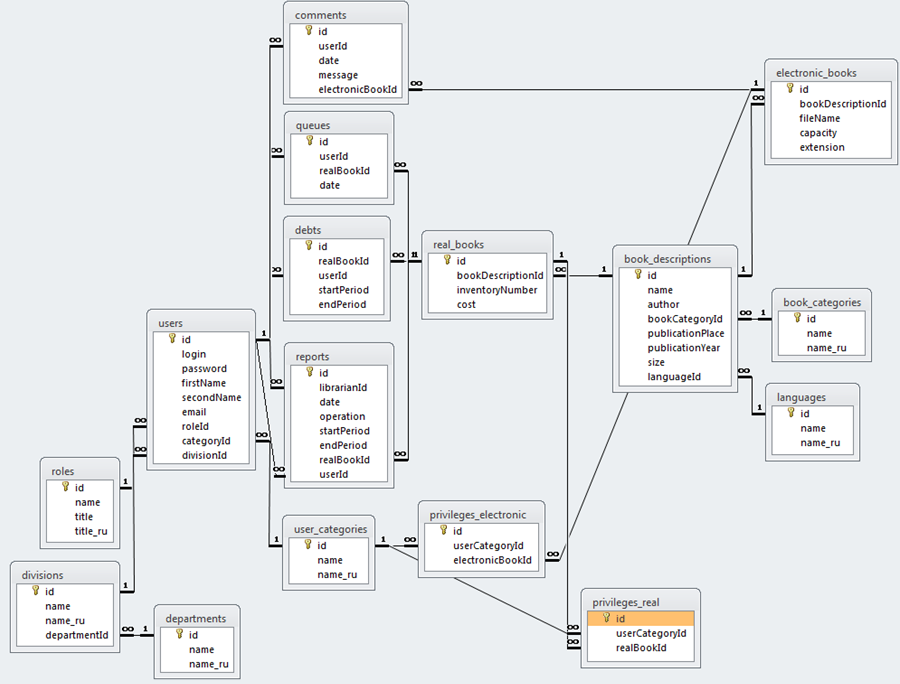 comments
id
userId
date
message
electronicBookId
queues
id
userId
realBookId
date
debts
id
realBookId
userId
startPeriod
endPeriod
reports
id
librarianId
date
operation
startPeriod
endPeriod
realBookId
userId
users
id
login
password
firstName
secondName
email
roleId
categoryId
divisionId
roles
id
name
title
title_ru
divisions
id
name
name_ru
departmentId
departments
id
name
name_ru
user_categories
id
name
name_ru
real_books
id
bookDescriptionId
inventoryNumber
cost
privileges_electronic
id
userCategoryId
electronicBookId
privileges_real
id
userCategoryId
realBookId
book_descriptions
id
name
author
bookCategoryId
publicationPlace
publicationYear
size
languageId
electronic_books
id
bookDescriptionId
fileName
capacity
extension
book_categories
id
name
name_ru
languages
id
name
name_ru